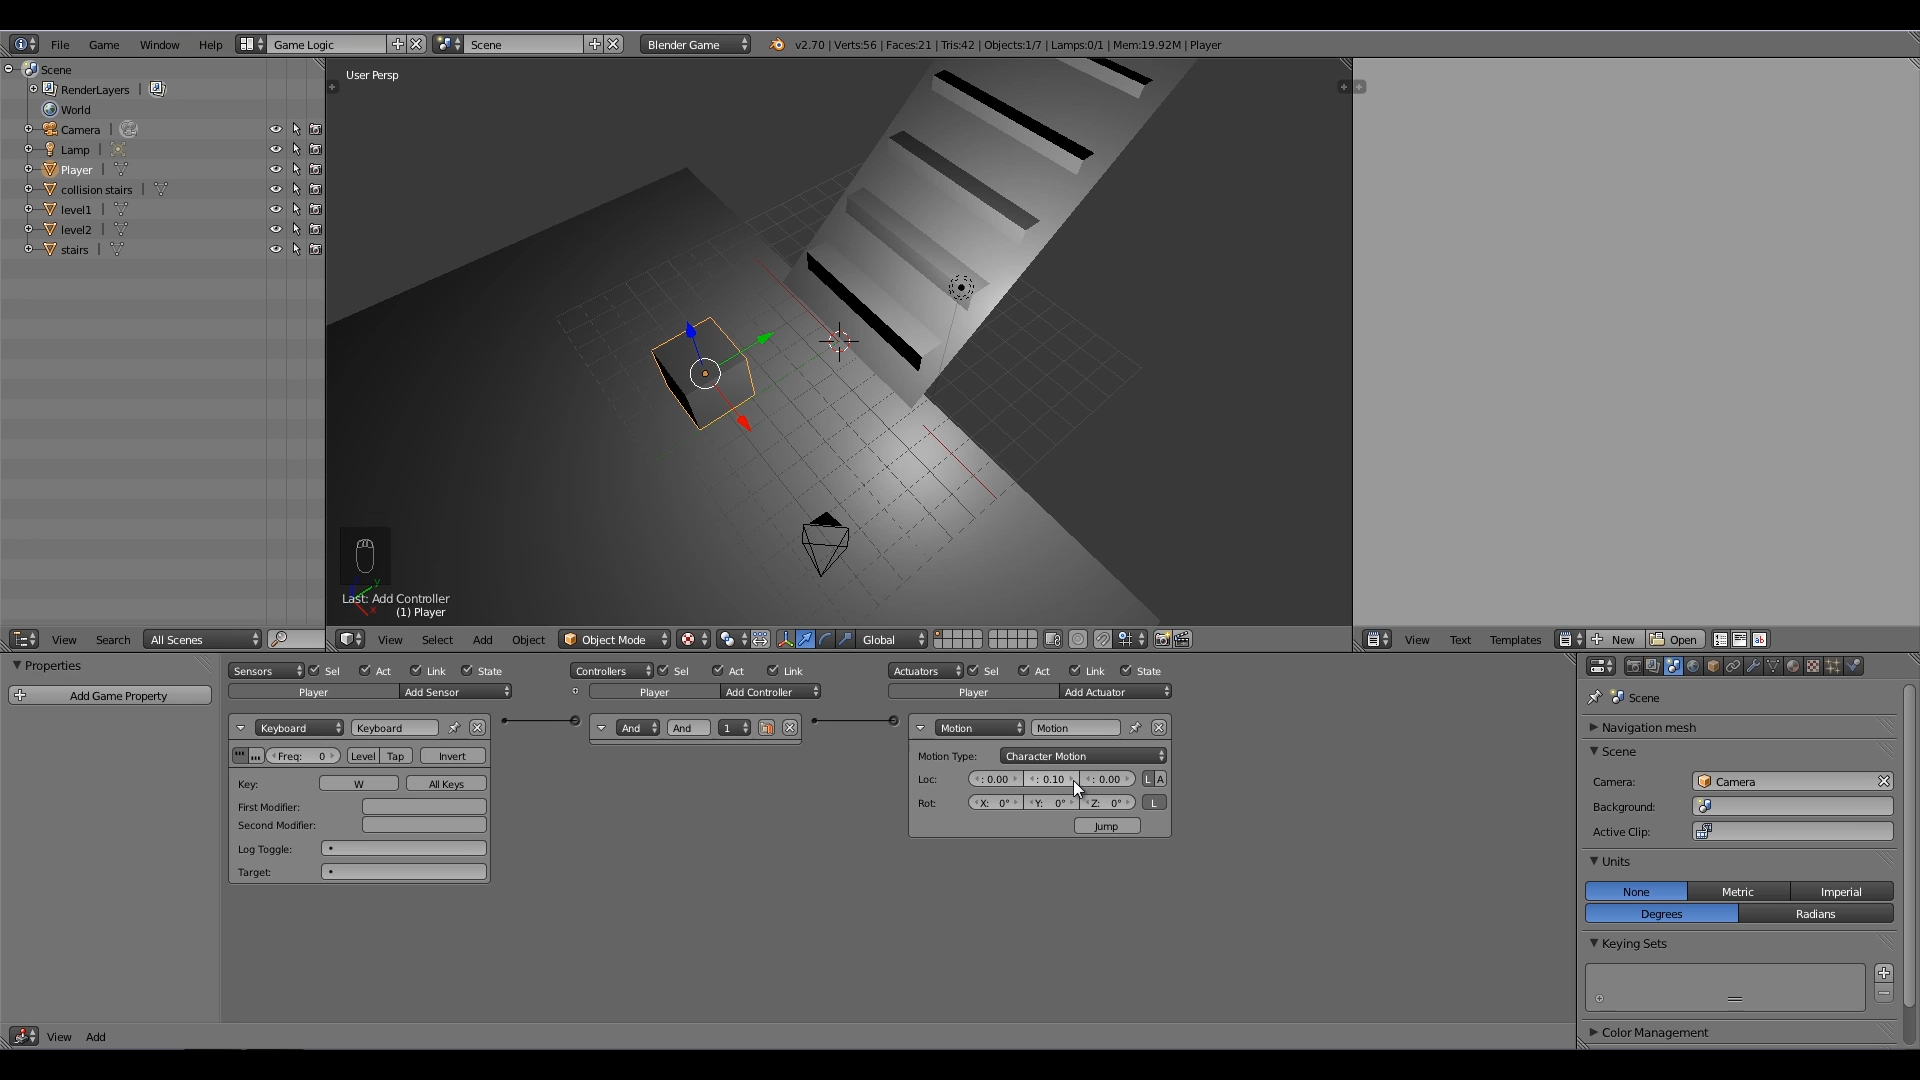 File Game Window Help Game Logic Scene Blender Game v2.70 | Verts:56 | Faces:21 | Tris:42 | Objects:1/7 | Lamps:0/1 | Mem:19.92M | Player
Scene
RenderLayers |
World
Camera |
Lamp |
Player |
collision stairs |
level1 |
level2 |
stairs |
View Search All Scenes
User Persp
y
x
Last: Add Controller
(1) Player
View Select Add Object Object Mode Global
View Text Templates New Open
Properties
Add Game Property
Sensors Sel Act Link State
Player Add Sensor
Keyboard Keyboard
Freq: 0 Level Tap Invert
Key: W All Keys
First Modifier:
Second Modifier:
Log Toggle:
Target:
Controllers Sel Act Link
Player Add Controller
And And 1
Actuators Sel Act Link State
Player Add Actuator
Motion Motion
Motion Type: Character Motion
Loc: : 0.00 : 0.10 : 0.00 L A
Rot: X: 0° Y: 0° Z: 0° L
Jump
View Add
Scene
Navigation mesh
Scene
Camera: Camera
Background:
Active Clip:
Units
None Metric Imperial
Degrees Radians
Keying Sets
Color Management